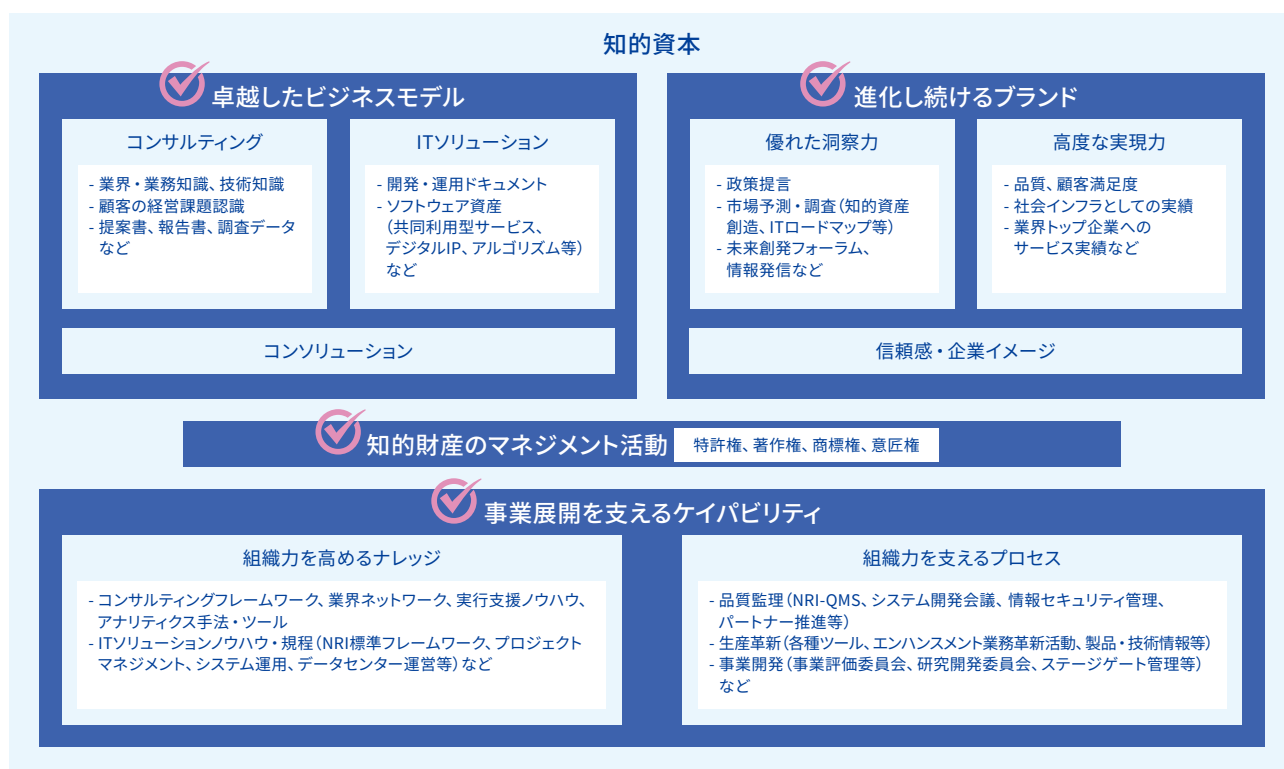 知的資本
卓越したビジネスモデル
コンサルティング
- 業界・業務知識、技術知識
- 顧客の経営課題認識
- 提案書、報告書、調査データ
など
ITソリューション
- 開発・運用ドキュメント
- ソフトウェア資産
（共同利用型サービス、
デジタルIP、アルゴリズム等）
など
コンソリューション
進化し続けるブランド
優れた洞察力
- 政策提言
- 市場予測・調査（知的資産
創造、ITロードマップ等）
- 未来創発フォーラム、
情報発信など
高度な実現力
- 品質、顧客満足度
- 社会インフラとしての実績
- 業界トップ企業への
サービス実績など
信頼感・企業イメージ
知的財産のマネジメント活動 特許権、著作権、商標権、意匠権
事業展開を支えるケイパビリティ
組織力を高めるナレッジ
- コンサルティングフレームワーク、業界ネットワーク、実行支援ノウハウ、
アナリティクス手法・ツール
- ITソリューションノウハウ・規程（NRI標準フレームワーク、プロジェクト
マネジメント、システム運用、データセンター運営等）など
組織力を支えるプロセス
- 品質監理（NRI-QMS、システム開発会議、情報セキュリティ管理、
パートナー推進等）
- 生産革新（各種ツール、エンハンスメント業務革新活動、製品・技術情報等）
- 事業開発（事業評価委員会、研究開発委員会、ステージゲート管理等）
など